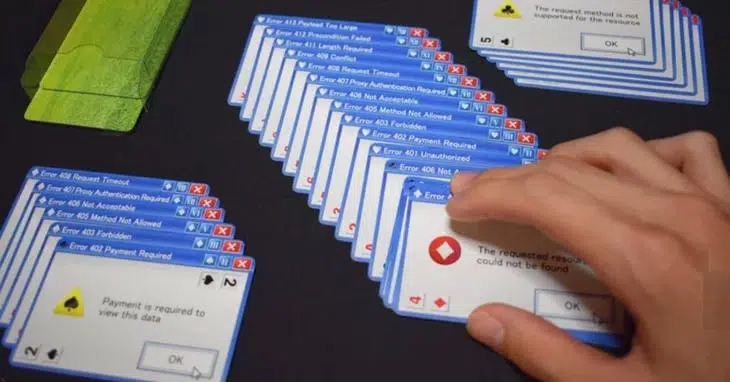 The request method is not
supported for the resource
OK
5
Error 413 Payload Too Large
Error 412 Precondition Failed
Error 411 Length Required
Error 409 Conflict
Error 408 Request Timeout
Error 407 Proxy Authentication Required
Error 406 Not Acceptable
Error 405 Method Not Allowed
Error 403 Forbidden
Error 402 Payment Required
Error 401 Unauthorized
Error 406 Not
The requested
could not be found
OK
4
Error 408 Request Timeout
Error 407 Proxy Authentication Required
Error 406 Not Acceptable
Error 405 Method Not Allowed
Error 403 Forbidden
Error 402 Payment Required
2
Payment is required to
view this data
OK
2